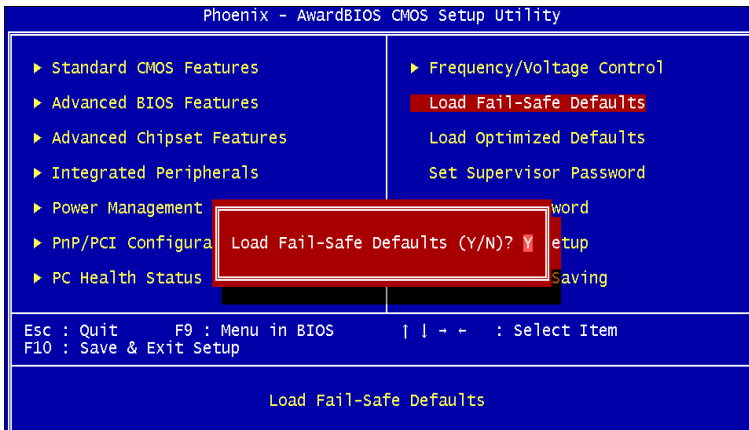 Phoenix - AwardBIOS CMOS Setup Utility
▶ Standard CMOS Features
▶ Advanced BIOS Features
▶ Advanced Chipset Features
▶ Integrated Peripherals
▶ Power Management
▶ PnP/PCI Configura
▶ PC Health Status
▶ Frequency/Voltage Control
Load Fail-Safe Defaults
Load Optimized Defaults
Set Supervisor Password
word
etup
Saving
Load Fail-Safe Defaults (Y/N)? Y
Esc : Quit F9 : Menu in BIOS ↑ ↓ → ← : Select Item
F10 : Save & Exit Setup
Load Fail-Safe Defaults